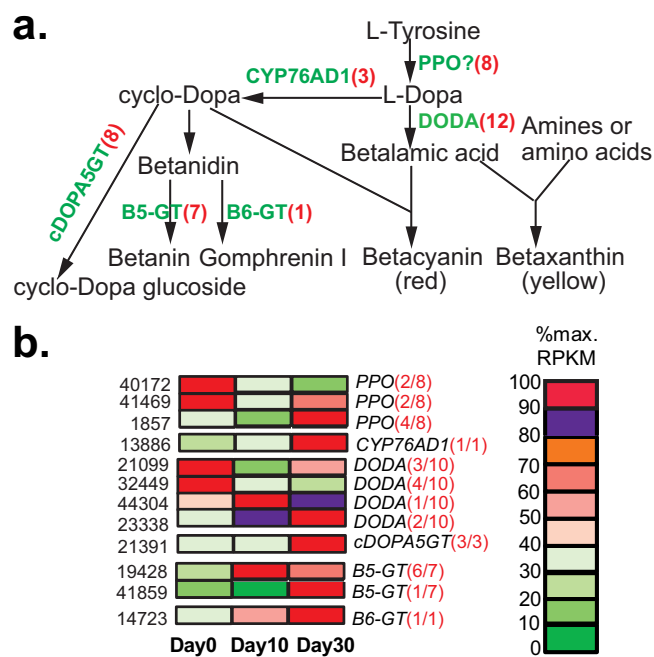 a.
L-Tyrosine
PPO?(8)
CYP76AD1(3)
cyclo-Dopa
L-Dopa
DODA(12)
Amines or
amino acids
cDOPA5GT(8)
Betanidin
Betalamic acid
B5-GT(7) B6-GT(1)
Betanin Gomphrenin I Betacyanin Betaxanthin
(red) (yellow)
cyclo-Dopa glucoside
b.
%max.
RPKM
40172 PPO(2/8)
41469 PPO(2/8)
1857 PPO(4/8)
13886 CYP76AD1(1/1)
21099 DODA(3/10)
32449 DODA(4/10)
44304 DODA(1/10)
23338 DODA(2/10)
21391 cDOPA5GT(3/3)
19428 B5-GT(6/7)
41859 B5-GT(1/7)
14723 B6-GT(1/1)
Day0 Day10 Day30
100
90
80
70
60
50
40
30
20
10
0